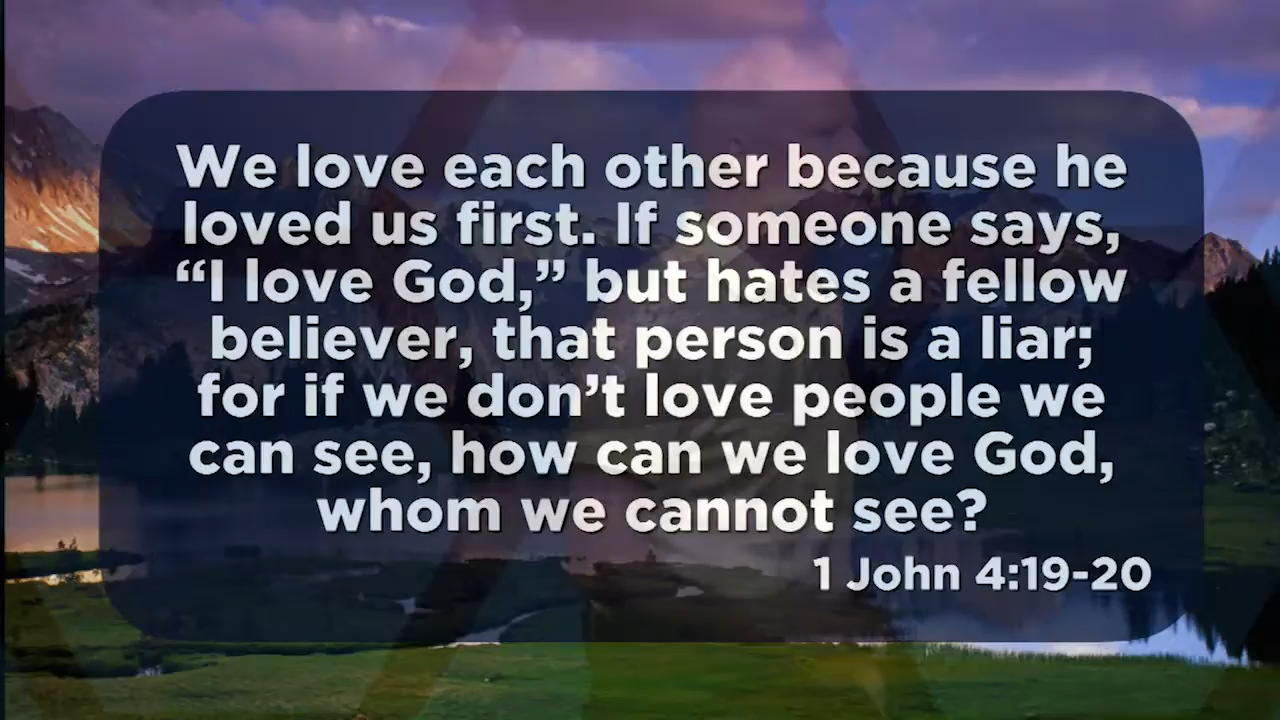 We love each other because he
loved us first. If someone says,
“I love God,” but hates a fellow
believer, that person is a liar;
for if we don’t love people we
can see, how can we love God,
whom we cannot see?
1 John 4:19-20